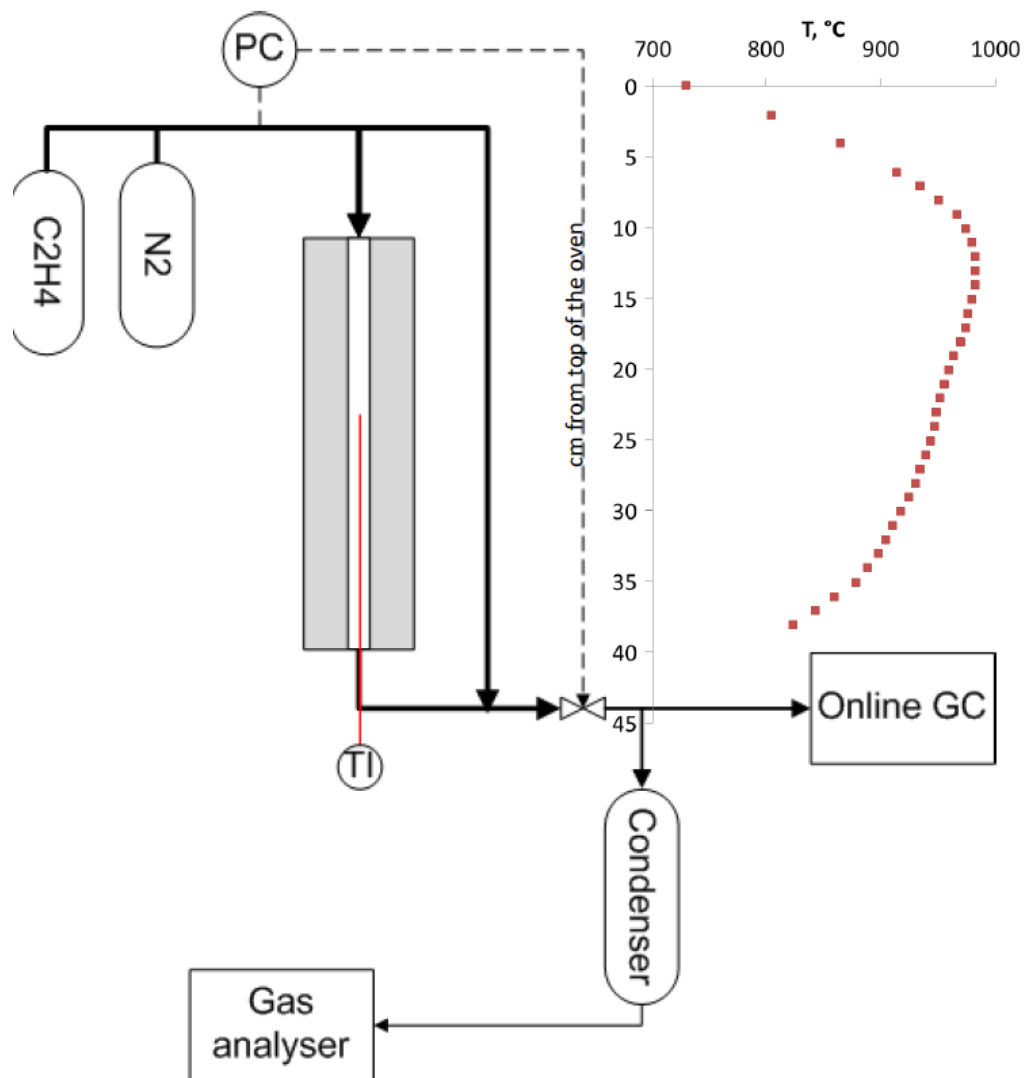 PC
T, °C
700 800 900 1000
0
5
10
15
20
25
30
35
40
45
cm from top of the oven
C2H4
N2
TI
Online GC
Condenser
Gas
analyser